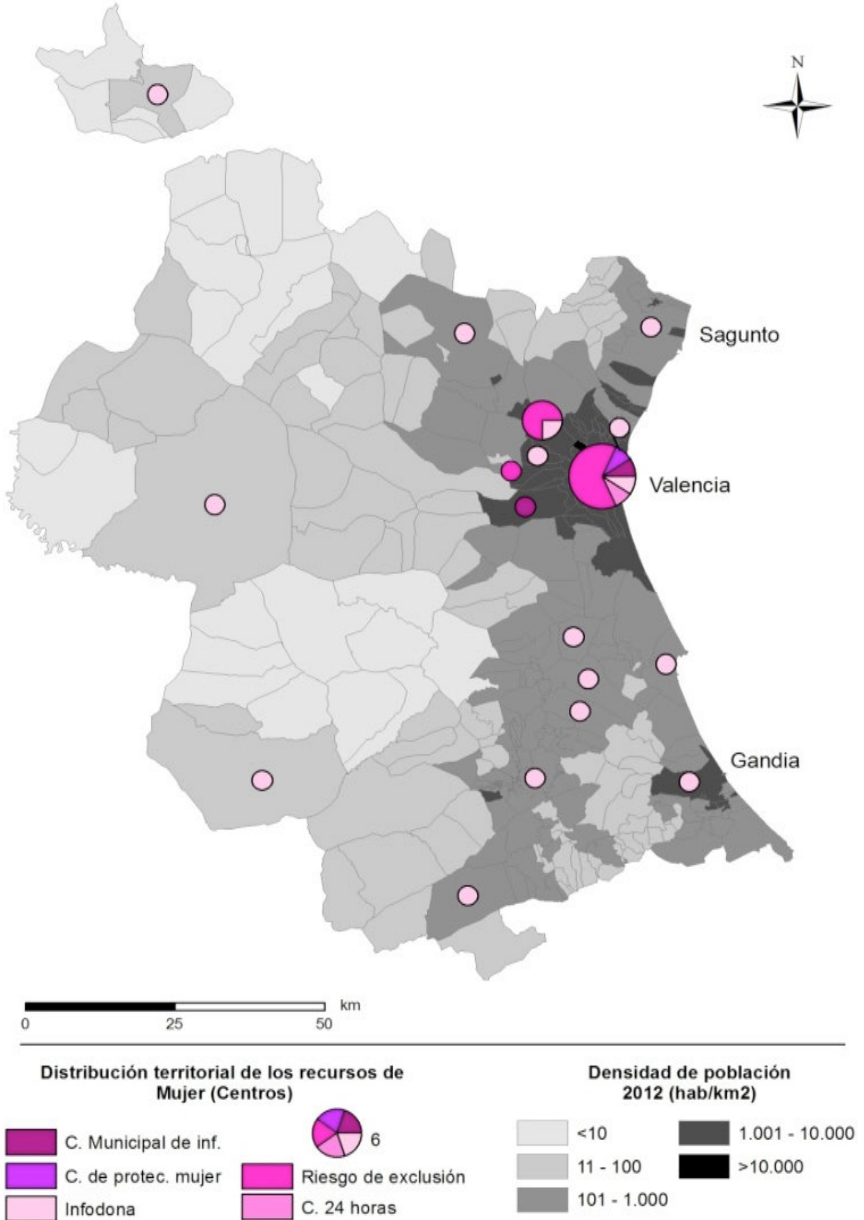 N
Sagunto
Valencia
Gandia
km
0 25 50
Distribución territorial de los recursos de
Mujer (Centros)
C. Municipal de inf.
6
C. de protec. mujer
Riesgo de exclusión
Infodona
C. 24 horas
Densidad de población
2012 (hab/km2)
<10
1.001 - 10.000
11 - 100
>10.000
101 - 1.000